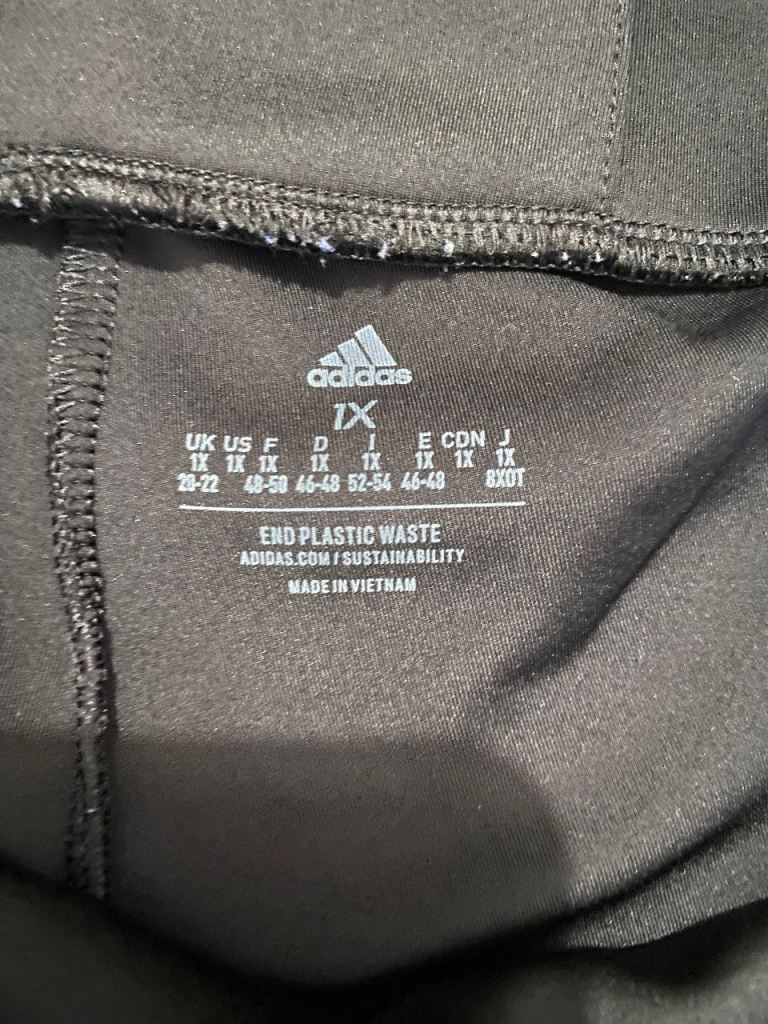 adidas
1X
UK US F D I E CDN J
1X 1X 1X 1X 1X 1X 1X 1X
20-22 48-50 46-48 52-54 46-48 8XOT
END PLASTIC WASTE
ADIDAS.COM / SUSTAINABILITY
MADE IN VIETNAM